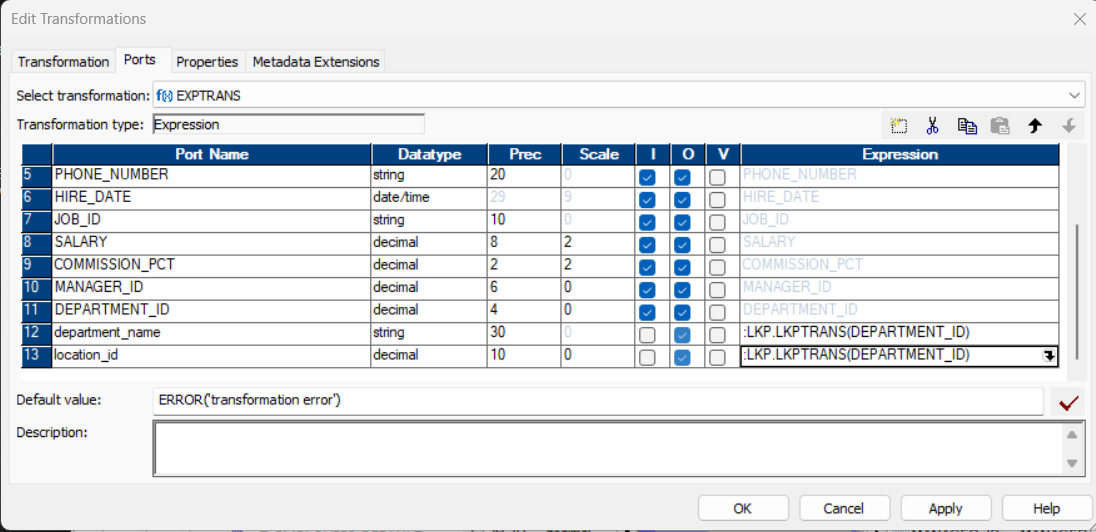 Edit Transformations
Transformation Ports Properties Metadata Extensions
Select transformation: f(x) EXPTRANS
Transformation type: Expression
Port Name Datatype Prec Scale I O V Expression
5 PHONE_NUMBER string 20 0 PHONE_NUMBER
6 HIRE_DATE date/time 29 9 HIRE_DATE
7 JOB_ID string 10 0 JOB_ID
8 SALARY decimal 8 2 SALARY
9 COMMISSION_PCT decimal 2 2 COMMISSION_PCT
10 MANAGER_ID decimal 6 0 MANAGER_ID
11 DEPARTMENT_ID decimal 4 0 DEPARTMENT_ID
12 department_name string 30 0 :LKP.LKPTRANS(DEPARTMENT_ID)
13 location_id decimal 10 0 :LKP.LKPTRANS(DEPARTMENT_ID)
Default value: ERROR('transformation error')
Description:
OK Cancel Apply Help